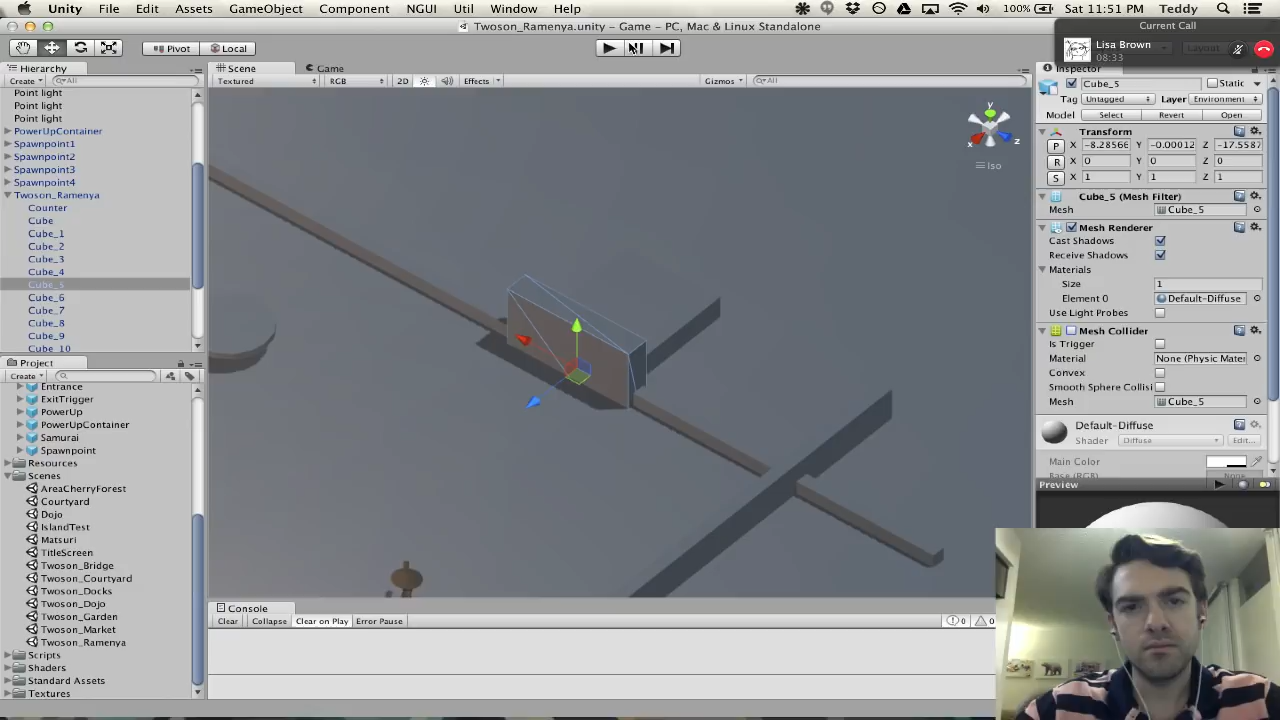 Unity File Edit Assets GameObject Component NGUI Util Window Help 100% Sat 11:51 PM Teddy
Twoson_Ramenya.unity - Game - PC, Mac & Linux Standalone
Current Call
Lisa Brown
08:33
Pivot Local Layout
Hierarchy
Create All
Point light
Point light
Point light
PowerUpContainer
Spawnpoint1
Spawnpoint2
Spawnpoint3
Spawnpoint4
Twoson_Ramenya
Counter
Cube
Cube_1
Cube_2
Cube_3
Cube_4
Cube_5
Cube_6
Cube_7
Cube_8
Cube_9
Cube_10
Project
Create
Entrance
ExitTrigger
PowerUp
PowerUpContainer
Samurai
Spawnpoint
Resources
Scenes
AreaCherryForest
Courtyard
Dojo
IslandTest
Matsuri
TitleScreen
Twoson_Bridge
Twoson_Courtyard
Twoson_Docks
Twoson_Dojo
Twoson_Garden
Twoson_Market
Twoson_Ramenya
Scripts
Shaders
Standard Assets
Textures
Scene Game
Textured RGB 2D Effects Gizmos All
y
x z
Iso
Console
Clear Collapse Clear on Play Error Pause 0 0
Inspector
Cube_5 Static
Tag Untagged Layer Environment
Model Select Revert Open
Transform
P X -8.28566 Y -0.00012 Z -17.5587
R X 0 Y 0 Z 0
S X 1 Y 1 Z 1
Cube_5 (Mesh Filter)
Mesh Cube_5
Mesh Renderer
Cast Shadows
Receive Shadows
Materials
Size 1
Element 0 Default-Diffuse
Use Light Probes
Mesh Collider
Is Trigger
Material None (Physic Mater
Convex
Smooth Sphere Collisi
Mesh Cube_5
Default-Diffuse
Shader Diffuse Edit...
Main Color
Base (RGB) None
Preview